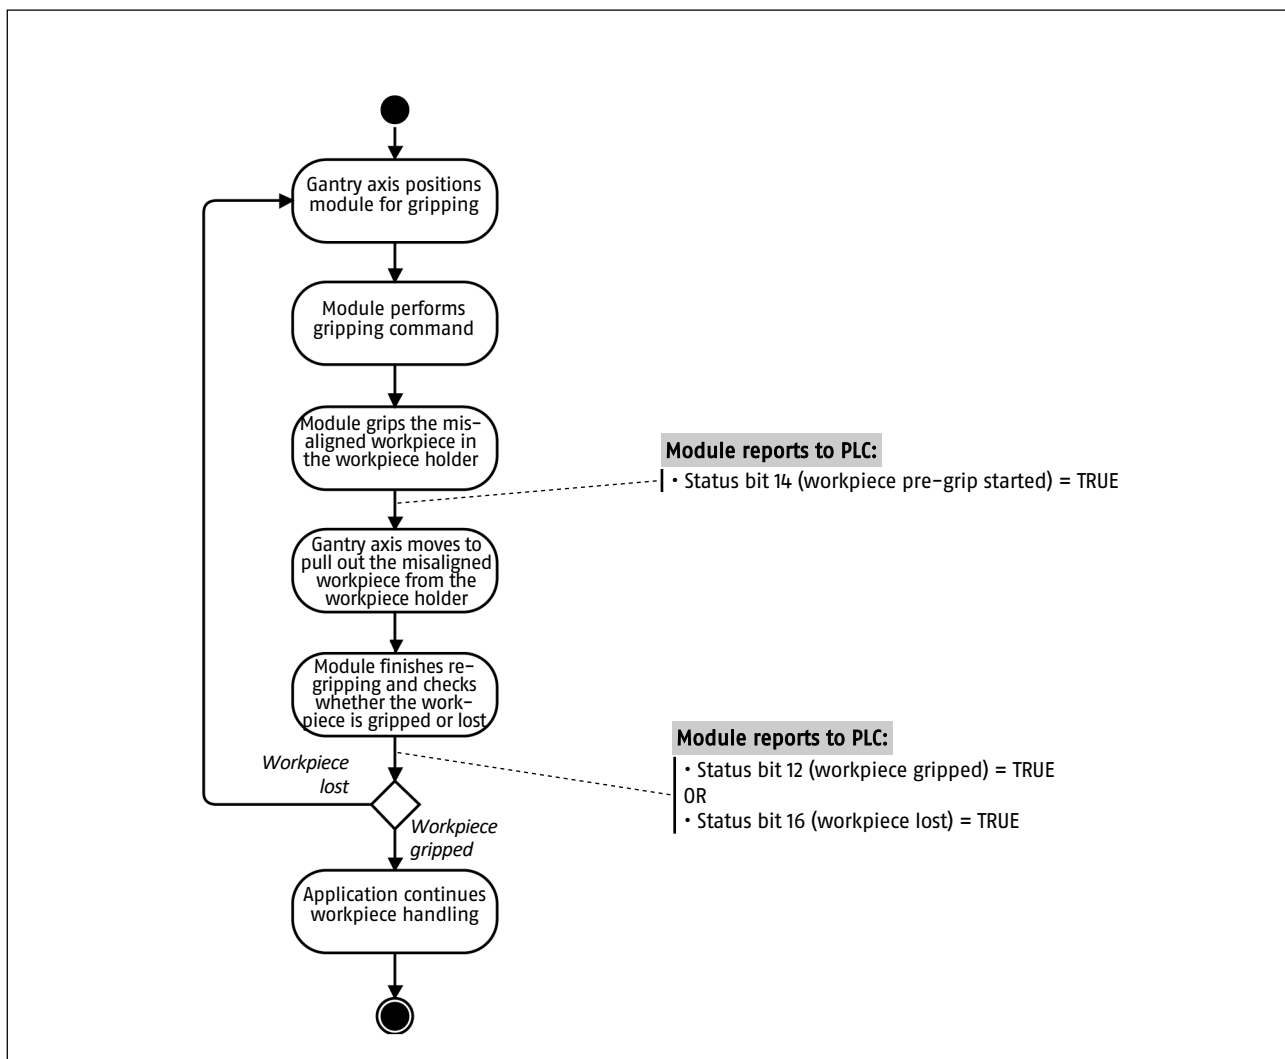 Gantry axis positions
module for gripping
Module performs
gripping command
Module grips the mis-
aligned workpiece in
the workpiece holder
Module reports to PLC:
• Status bit 14 (workpiece pre-grip started) = TRUE
Gantry axis moves to
pull out the misaligned
workpiece from the
workpiece holder
Module finishes re-
gripping and checks
whether the work-
piece is gripped or lost
Module reports to PLC:
• Status bit 12 (workpiece gripped) = TRUE
OR
• Status bit 16 (workpiece lost) = TRUE
Workpiece
lost
Workpiece
gripped
Application continues
workpiece handling